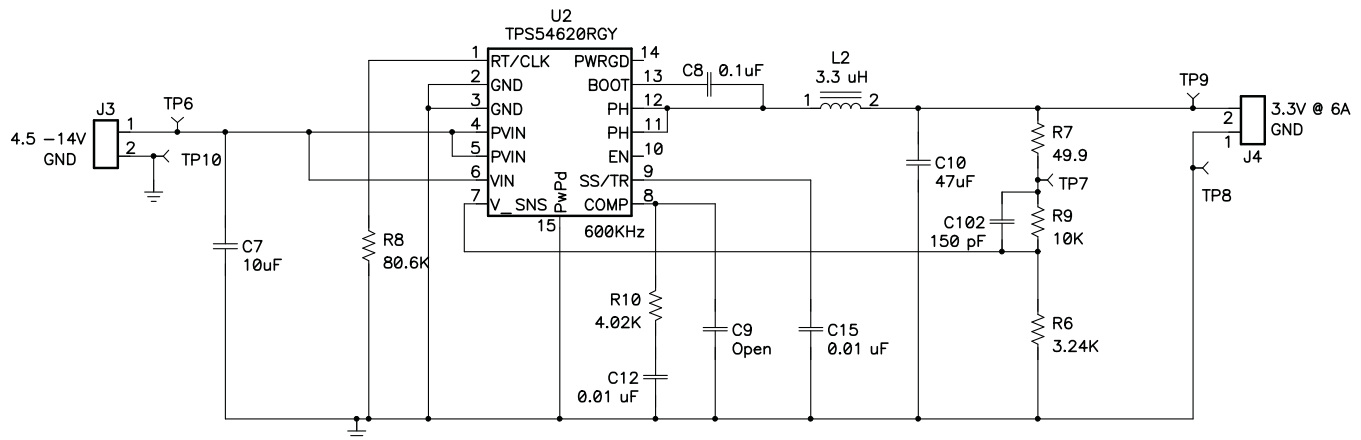 U2
TPS54620RGY
1 RT/CLK PWRGD 14
2 GND BOOT 13
3 GND PH 12
4 PVIN PH 11
5 PVIN EN 10
6 VIN SS/TR 9
7 V_SNS COMP 8
PwPd
15
600KHz
J3
1
2
4.5 -14V
GND
TP6
TP10
C7
10uF
R8
80.6K
C8 0.1uF
L2
3.3 uH
1 2
R10
4.02K
C12
0.01 uF
C9
Open
C15
0.01 uF
C10
47uF
R7
49.9
TP7
C102
150 pF
R9
10K
R6
3.24K
TP9
3.3V @ 6A
2
GND
1
J4
TP8